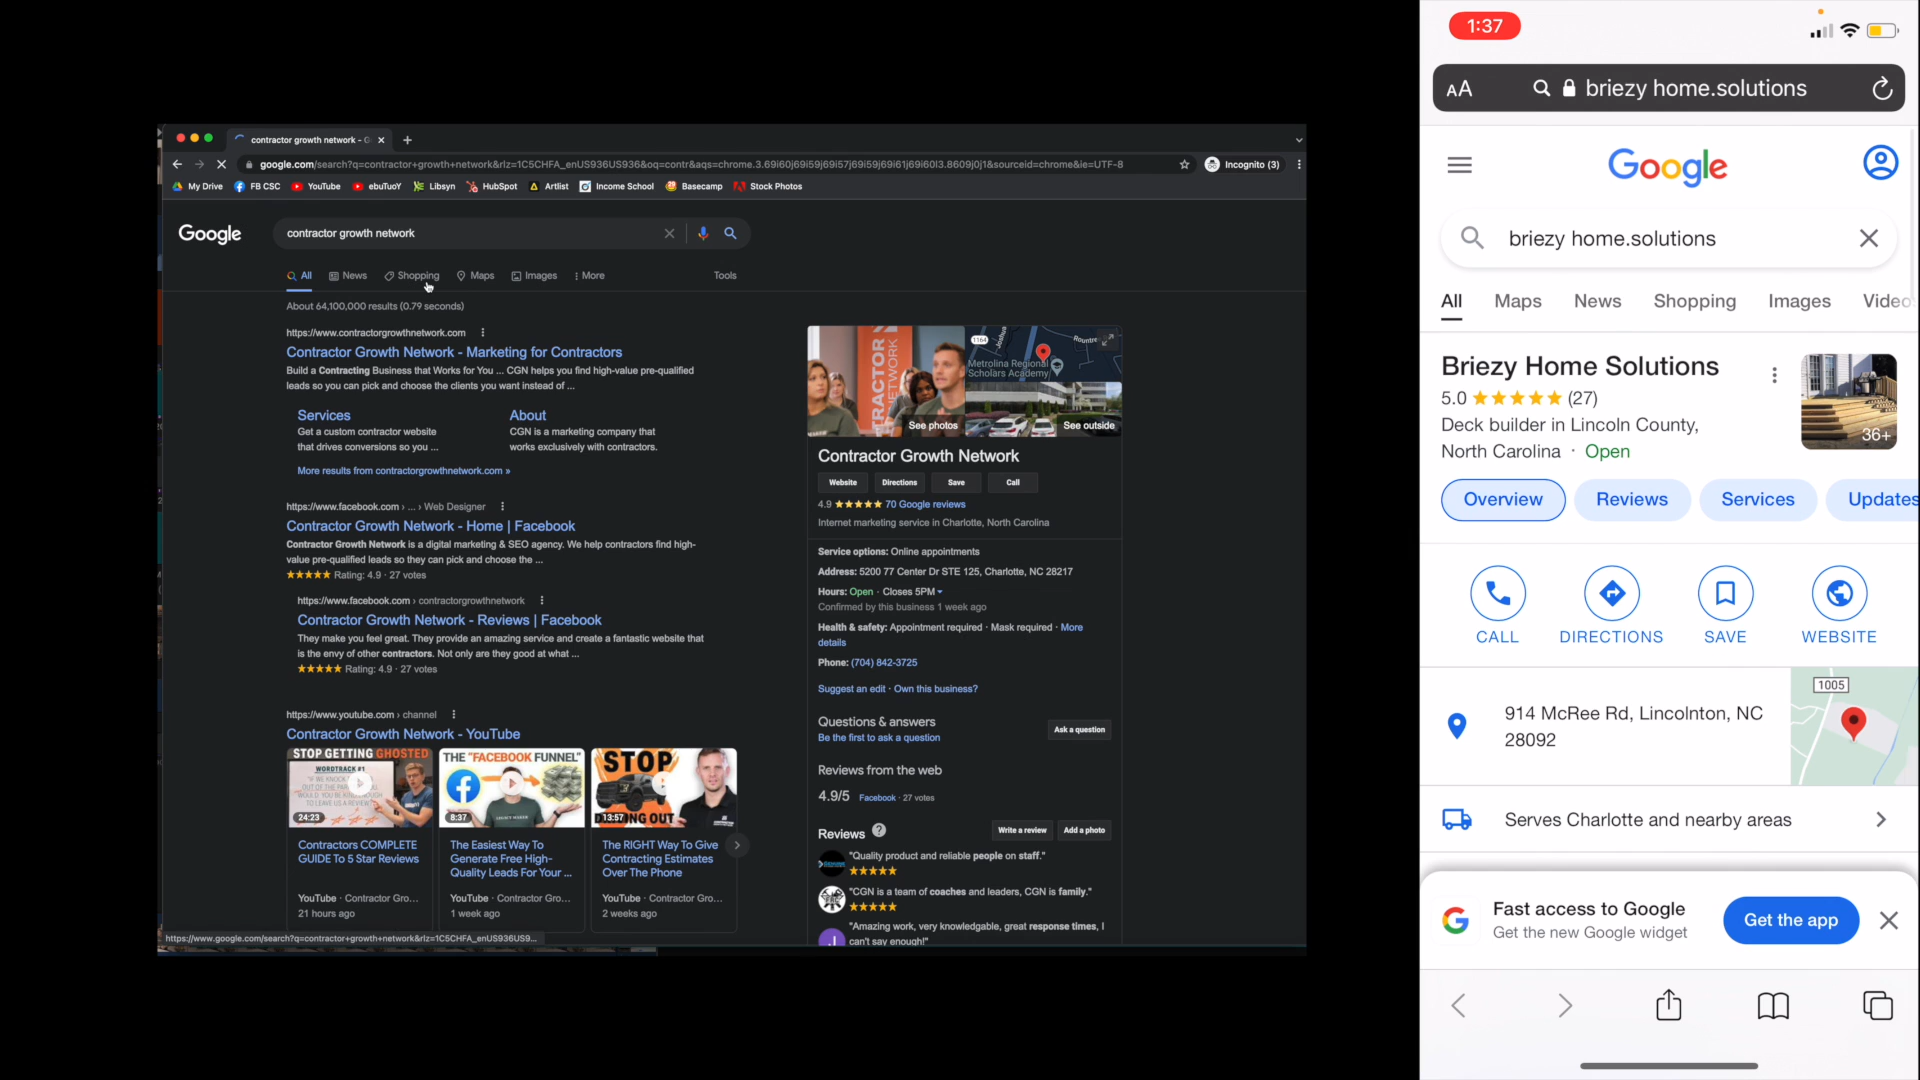 contractor growth network - G
google.com/search?q=contractor+growth+network&rlz=1C5CHFA_enUS936US936&oq=contr&aqs=chrome.3.69i60j69i59j69i57j69i59j69i61j69i60l3.8609j0j1&sourceid=chrome&ie=UTF-8
Incognito (3)
My Drive FB CSC YouTube ebuTuoY Libsyn HubSpot Artlist Income School Basecamp Stock Photos
Google
contractor growth network
All News Shopping Maps Images More Tools
About 64,100,000 results (0.79 seconds)
https://www.contractorgrowthnetwork.com
Contractor Growth Network - Marketing for Contractors
Build a Contracting Business that Works for You ... CGN helps you find high-value pre-qualified
leads so you can pick and choose the clients you want instead of ...
Services
Get a custom contractor website
that drives conversions so you ...
About
CGN is a marketing company that
works exclusively with contractors.
More results from contractorgrowthnetwork.com »
https://www.facebook.com › ... › Web Designer
Contractor Growth Network - Home | Facebook
Contractor Growth Network is a digital marketing & SEO agency. We help contractors find high-
value pre-qualified leads so they can pick and choose the ...
Rating: 4.9 · 27 votes
https://www.facebook.com › contractorgrowthnetwork
Contractor Growth Network - Reviews | Facebook
They make you feel great. They provide an amazing service and create a fantastic website that
is the envy of other contractors. Not only are they good at what ...
Rating: 4.9 · 27 votes
https://www.youtube.com › channel
Contractor Growth Network - YouTube
STOP GETTING GHOSTED
WORDTRACK #1
24:23
Contractors COMPLETE
GUIDE To 5 Star Reviews
YouTube · Contractor Gro...
21 hours ago
THE "FACEBOOK FUNNEL"
8:37
The Easiest Way To
Generate Free High-
Quality Leads For Your ...
YouTube · Contractor Gro...
1 week ago
STOP
13:57
The RIGHT Way To Give
Contracting Estimates
Over The Phone
YouTube · Contractor Gro...
2 weeks ago
https://www.google.com/search?q=contractor+growth+network&rlz=1C5CHFA_enUS936US9...
TRACTOR
NETWORK
See photos
1164
Joshua
Rountre
Metrolina Regional
Scholars Academy
See outside
Contractor Growth Network
Website Directions Save Call
4.9 70 Google reviews
Internet marketing service in Charlotte, North Carolina
Service options: Online appointments
Address: 5200 77 Center Dr STE 125, Charlotte, NC 28217
Hours: Open · Closes 5PM
Confirmed by this business 1 week ago
Health & safety: Appointment required · Mask required · More
details
Phone: (704) 842-3725
Suggest an edit · Own this business?
Questions & answers
Be the first to ask a question
Ask a question
Reviews from the web
4.9/5 Facebook · 27 votes
Reviews ?
Write a review Add a photo
"Quality product and reliable people on staff."
"CGN is a team of coaches and leaders, CGN is family."
J
"Amazing work, very knowledgable, great response times, I
can't say enough!"
1:37
AA briezy home.solutions
Google
briezy home.solutions
All Maps News Shopping Images Video
Briezy Home Solutions
5.0 (27)
Deck builder in Lincoln County,
North Carolina · Open
36+
Overview Reviews Services Updates
CALL DIRECTIONS SAVE WEBSITE
914 McRee Rd, Lincolnton, NC
28092
1005
Serves Charlotte and nearby areas
G
Fast access to Google
Get the new Google widget
Get the app